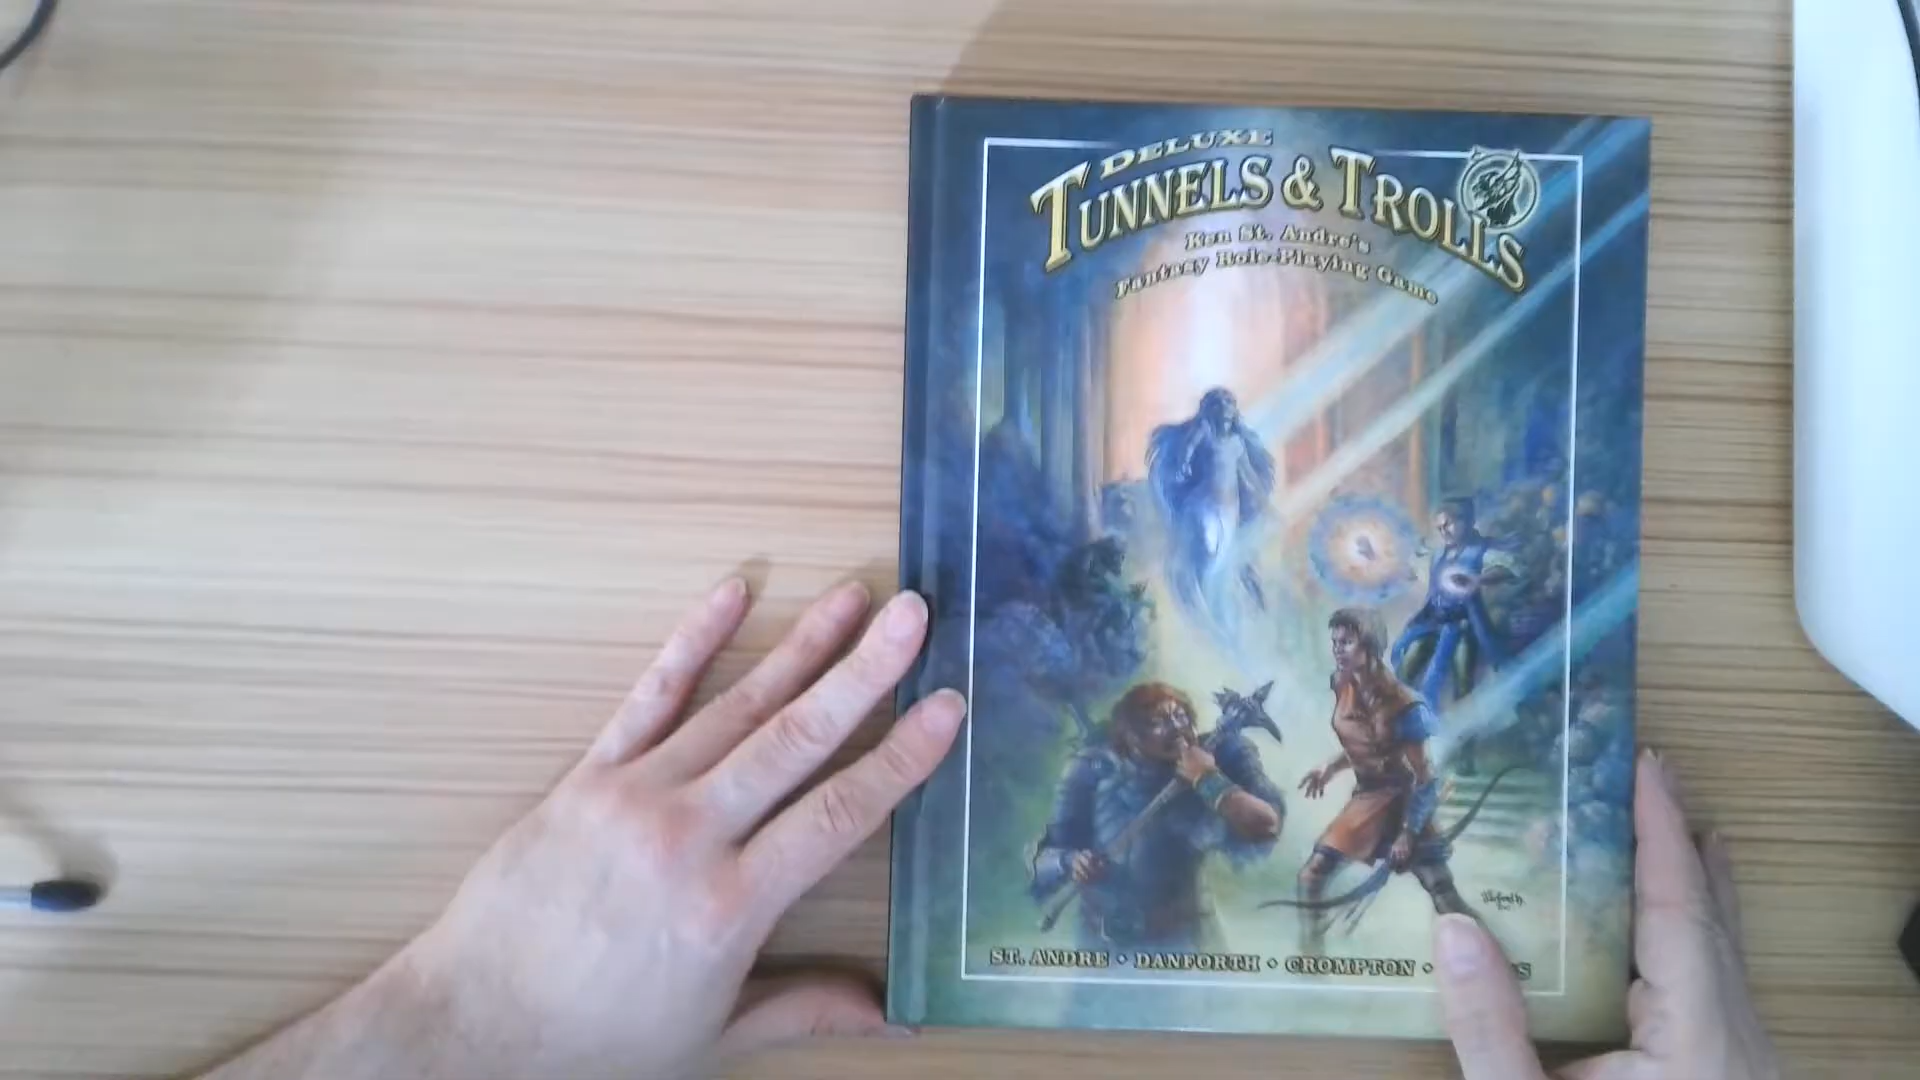 DELUXE
TUNNELS & TROLLS
Ken St. Andre's
Fantasy Role-Playing Game
ST. ANDRE • DANFORTH • CROMPTON •